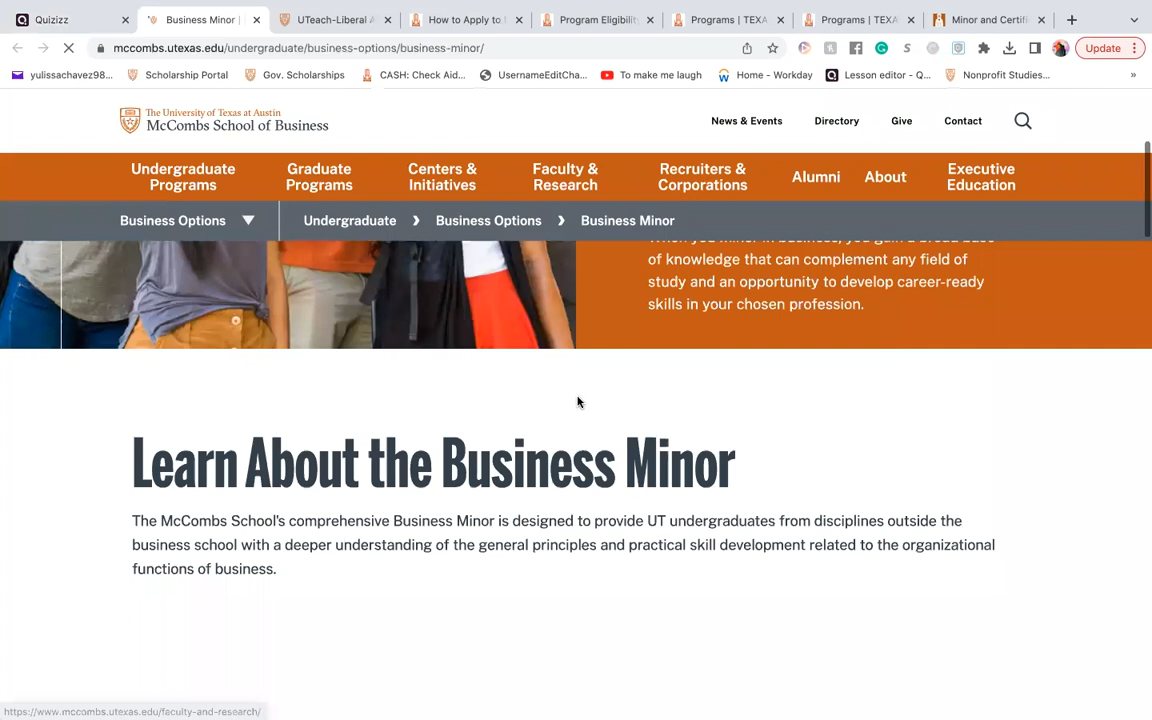 Quizizz
Business Minor |
UTeach-Liberal A
How to Apply to
Program Eligibility
Programs | TEXA
Programs | TEXA
Minor and Certifi
mccombs.utexas.edu/undergraduate/business-options/business-minor/
Update
yulissachavez98...
Scholarship Portal
Gov. Scholarships
CASH: Check Aid...
UsernameEditCha...
To make me laugh
Home - Workday
Lesson editor - Q...
Nonprofit Studies...
»
The University of Texas at Austin
McCombs School of Business
News & Events
Directory
Give
Contact
Undergraduate
Programs
Graduate
Programs
Centers &
Initiatives
Faculty &
Research
Recruiters &
Corporations
Alumni
About
Executive
Education
Business Options
Undergraduate
Business Options
Business Minor
of knowledge that can complement any field of
study and an opportunity to develop career-ready
skills in your chosen profession.
Learn About the Business Minor
The McCombs School's comprehensive Business Minor is designed to provide UT undergraduates from disciplines outside the
business school with a deeper understanding of the general principles and practical skill development related to the organizational
functions of business.
https://www.mccombs.utexas.edu/faculty-and-research/